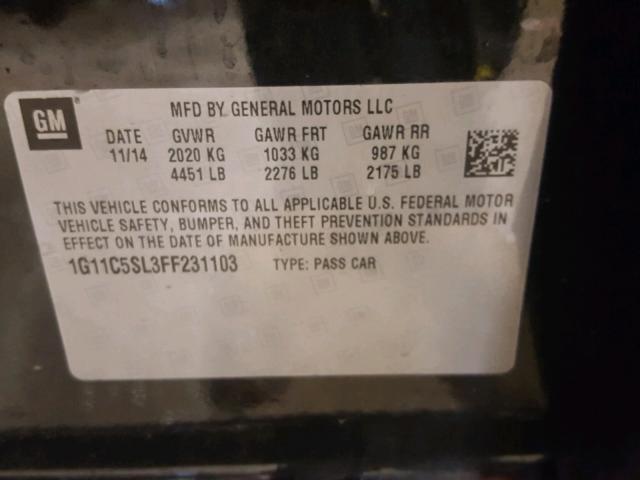 GM
MFD BY GENERAL MOTORS LLC
DATE GVWR GAWR FRT GAWR RR
11/14 2020 KG 1033 KG 987 KG
4451 LB 2276 LB 2175 LB
THIS VEHICLE CONFORMS TO ALL APPLICABLE U.S. FEDERAL MOTOR
VEHICLE SAFETY, BUMPER, AND THEFT PREVENTION STANDARDS IN
EFFECT ON THE DATE OF MANUFACTURE SHOWN ABOVE.
1G11C5SL3FF231103 TYPE: PASS CAR